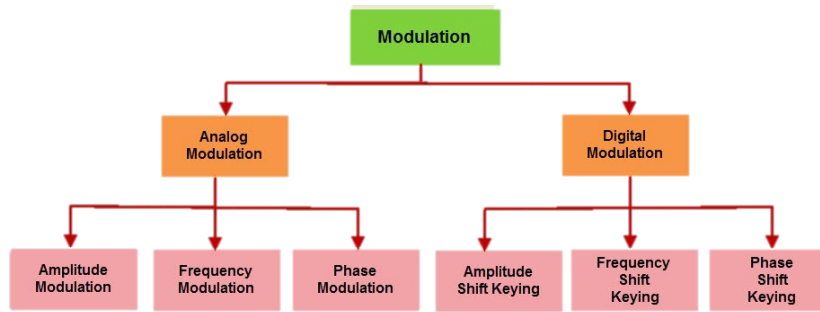 Modulation
Analog
Modulation
Digital
Modulation
Amplitude
Modulation
Frequency
Modulation
Phase
Modulation
Amplitude
Shift Keying
Frequency
Shift
Keying
Phase
Shift
Keying